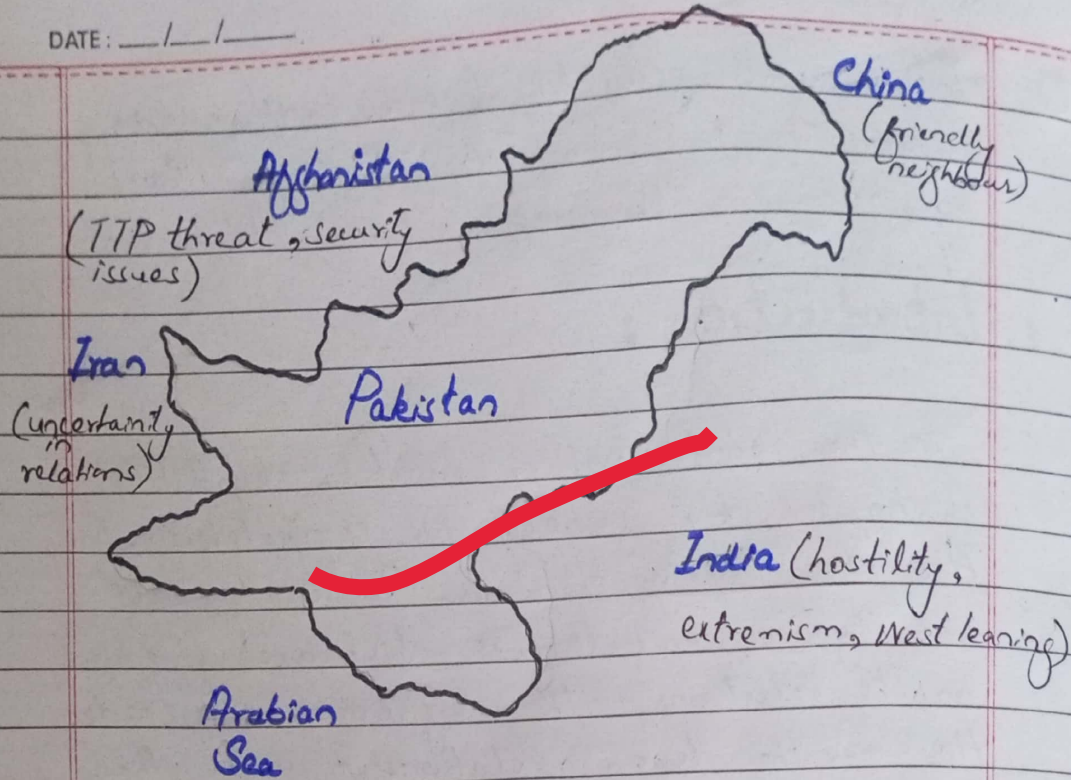 DATE: __/__/____
China
(friendly
neighbour)
Afghanistan
(TTP threat, security
issues)
Iran
(uncertainity
in
relations)
Pakistan
India (hostility,
extremism, West leaning)
Arabian
Sea